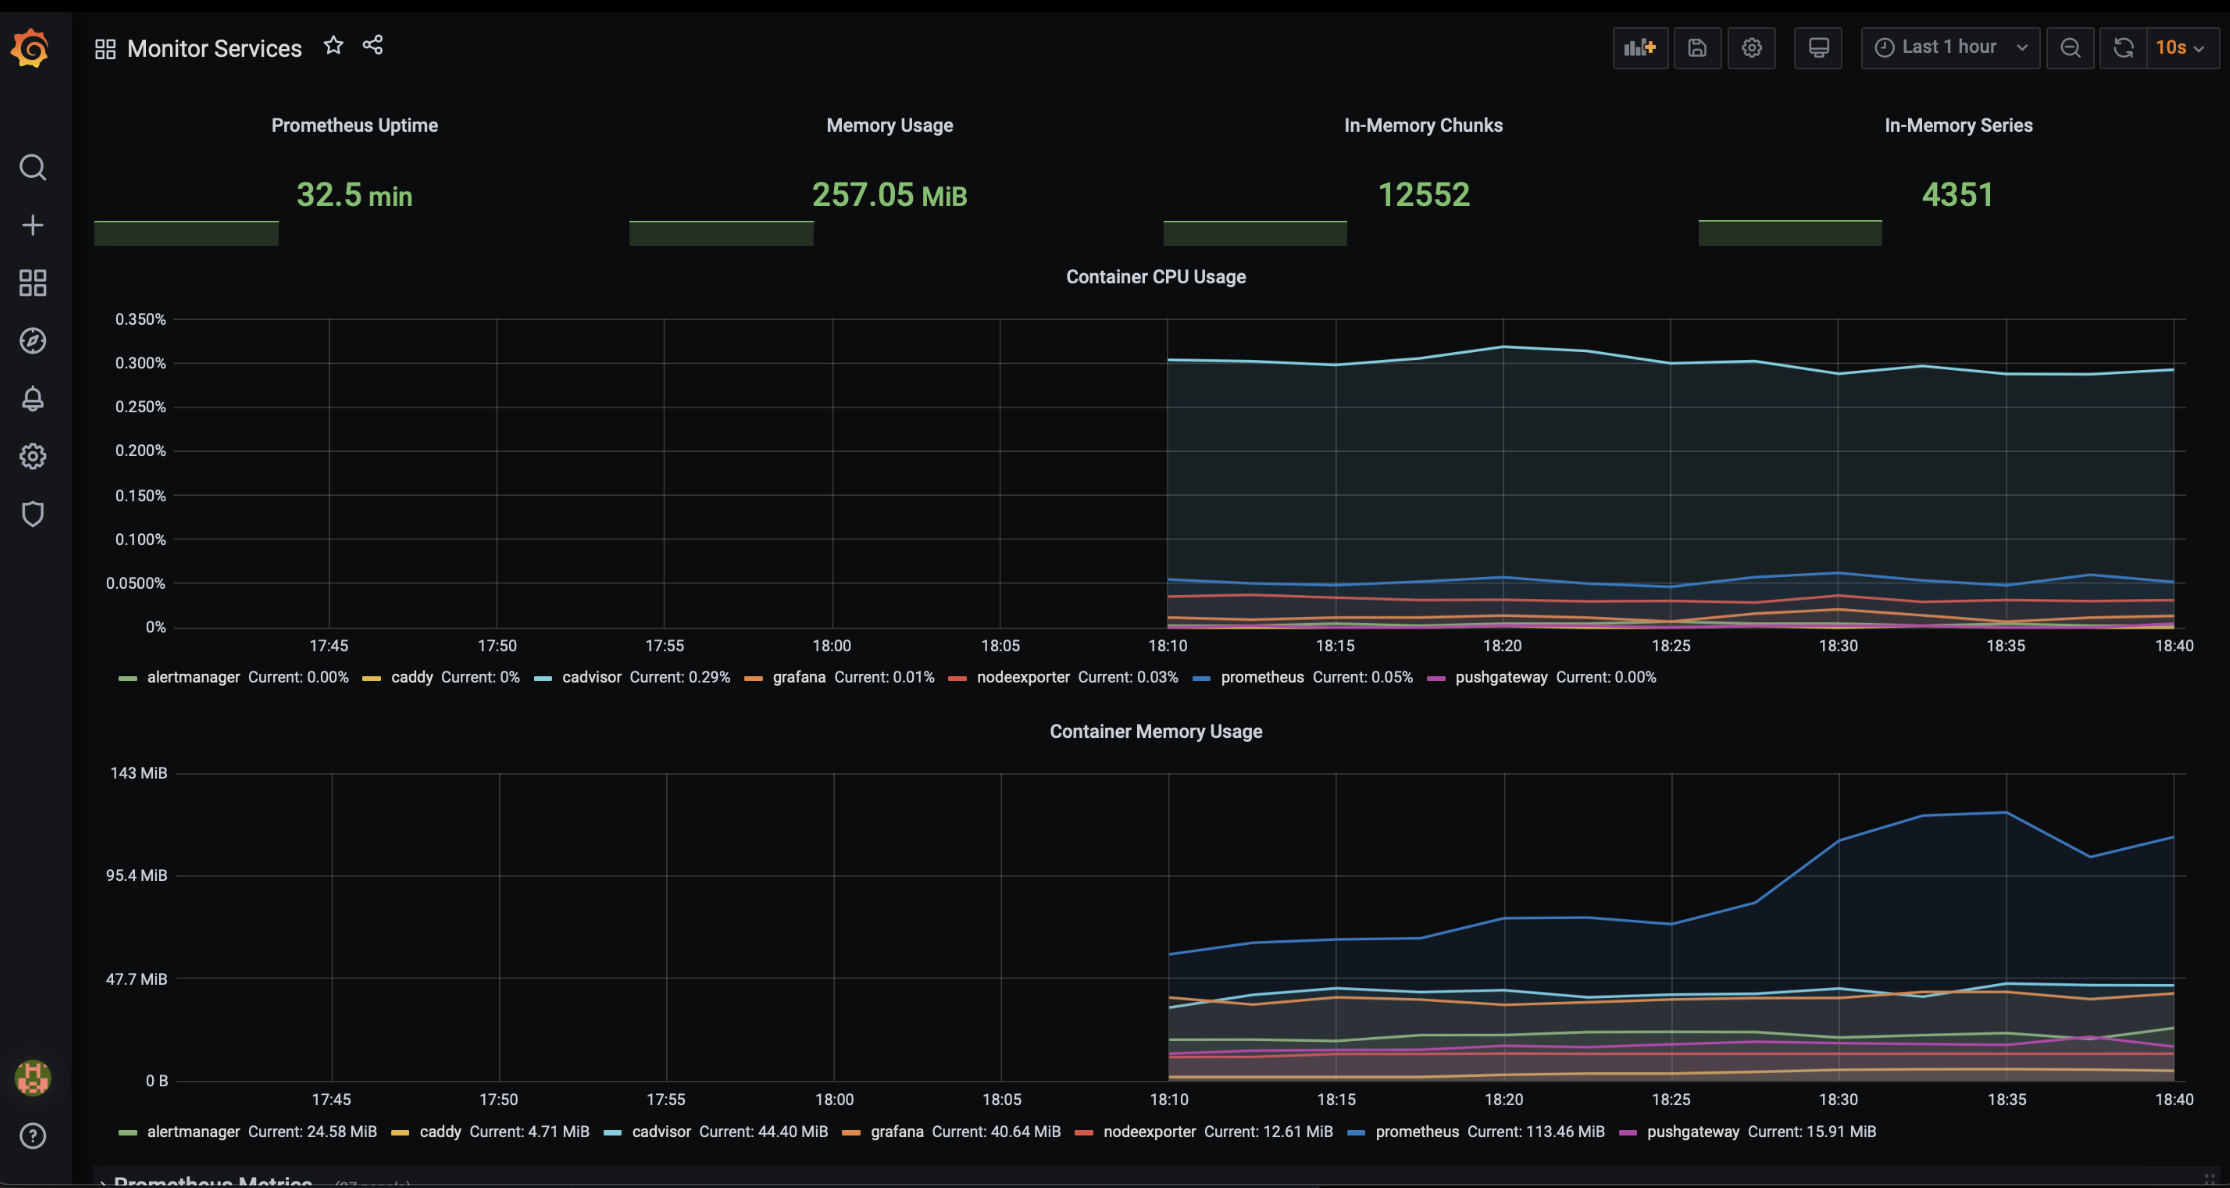 Monitor Services
Last 1 hour
10s
Prometheus Uptime
Memory Usage
In-Memory Chunks
In-Memory Series
32.5 min
257.05 MiB
12552
4351
Container CPU Usage
0.350%
0.300%
0.250%
0.200%
0.150%
0.100%
0.0500%
0%
17:45 17:50 17:55 18:00 18:05 18:10 18:15 18:20 18:25 18:30 18:35 18:40
alertmanager Current: 0.00% caddy Current: 0% cadvisor Current: 0.29% grafana Current: 0.01% nodeexporter Current: 0.03% prometheus Current: 0.05% pushgateway Current: 0.00%
Container Memory Usage
143 MiB
95.4 MiB
47.7 MiB
0 B
17:45 17:50 17:55 18:00 18:05 18:10 18:15 18:20 18:25 18:30 18:35 18:40
alertmanager Current: 24.58 MiB caddy Current: 4.71 MiB cadvisor Current: 44.40 MiB grafana Current: 40.64 MiB nodeexporter Current: 12.61 MiB prometheus Current: 113.46 MiB pushgateway Current: 15.91 MiB
Prometheus Metrics